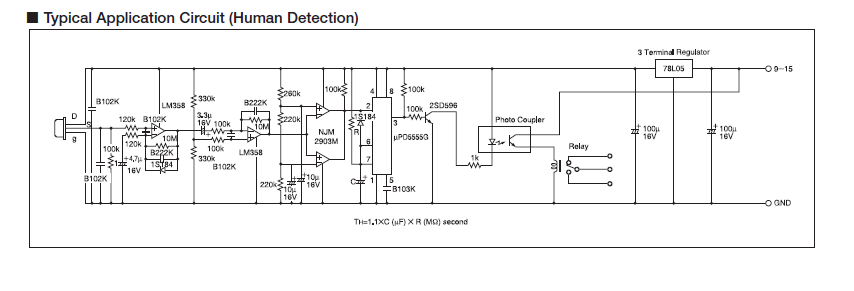 ■ Typical Application Circuit (Human Detection)
3 Terminal Regulator
78L05
9–15
B102K
D
S
g
120k
B102K
LM358
330k
3.3μ
16V
100k
B222K
260k
100k
4
8
100k
2
1S184
100k
2SD596
3
Photo Coupler
100μ
16V
100μ
16V
120k
10M
100k
4.7μ
16V
B222K
1S184
B102K
100k
330k
B102K
10M
LM358
220k
NJM
2903M
R
μPD5555G
6
7
1k
Relay
220k
10μ
16V
10μ
16V
C
1
5
B103K
GND
TH=1.1XC (μF) X R (MΩ) second